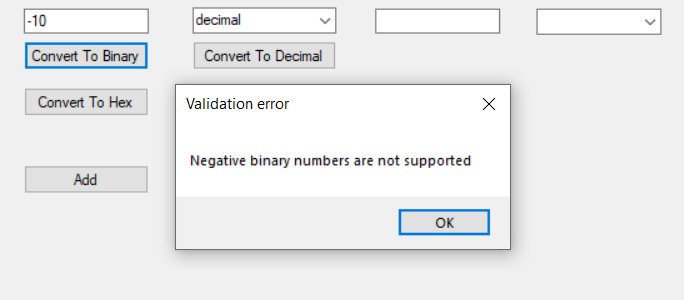 -10
decimal
Convert To Binary
Convert To Decimal
Convert To Hex
Validation error
Negative binary numbers are not supported
Add
OK